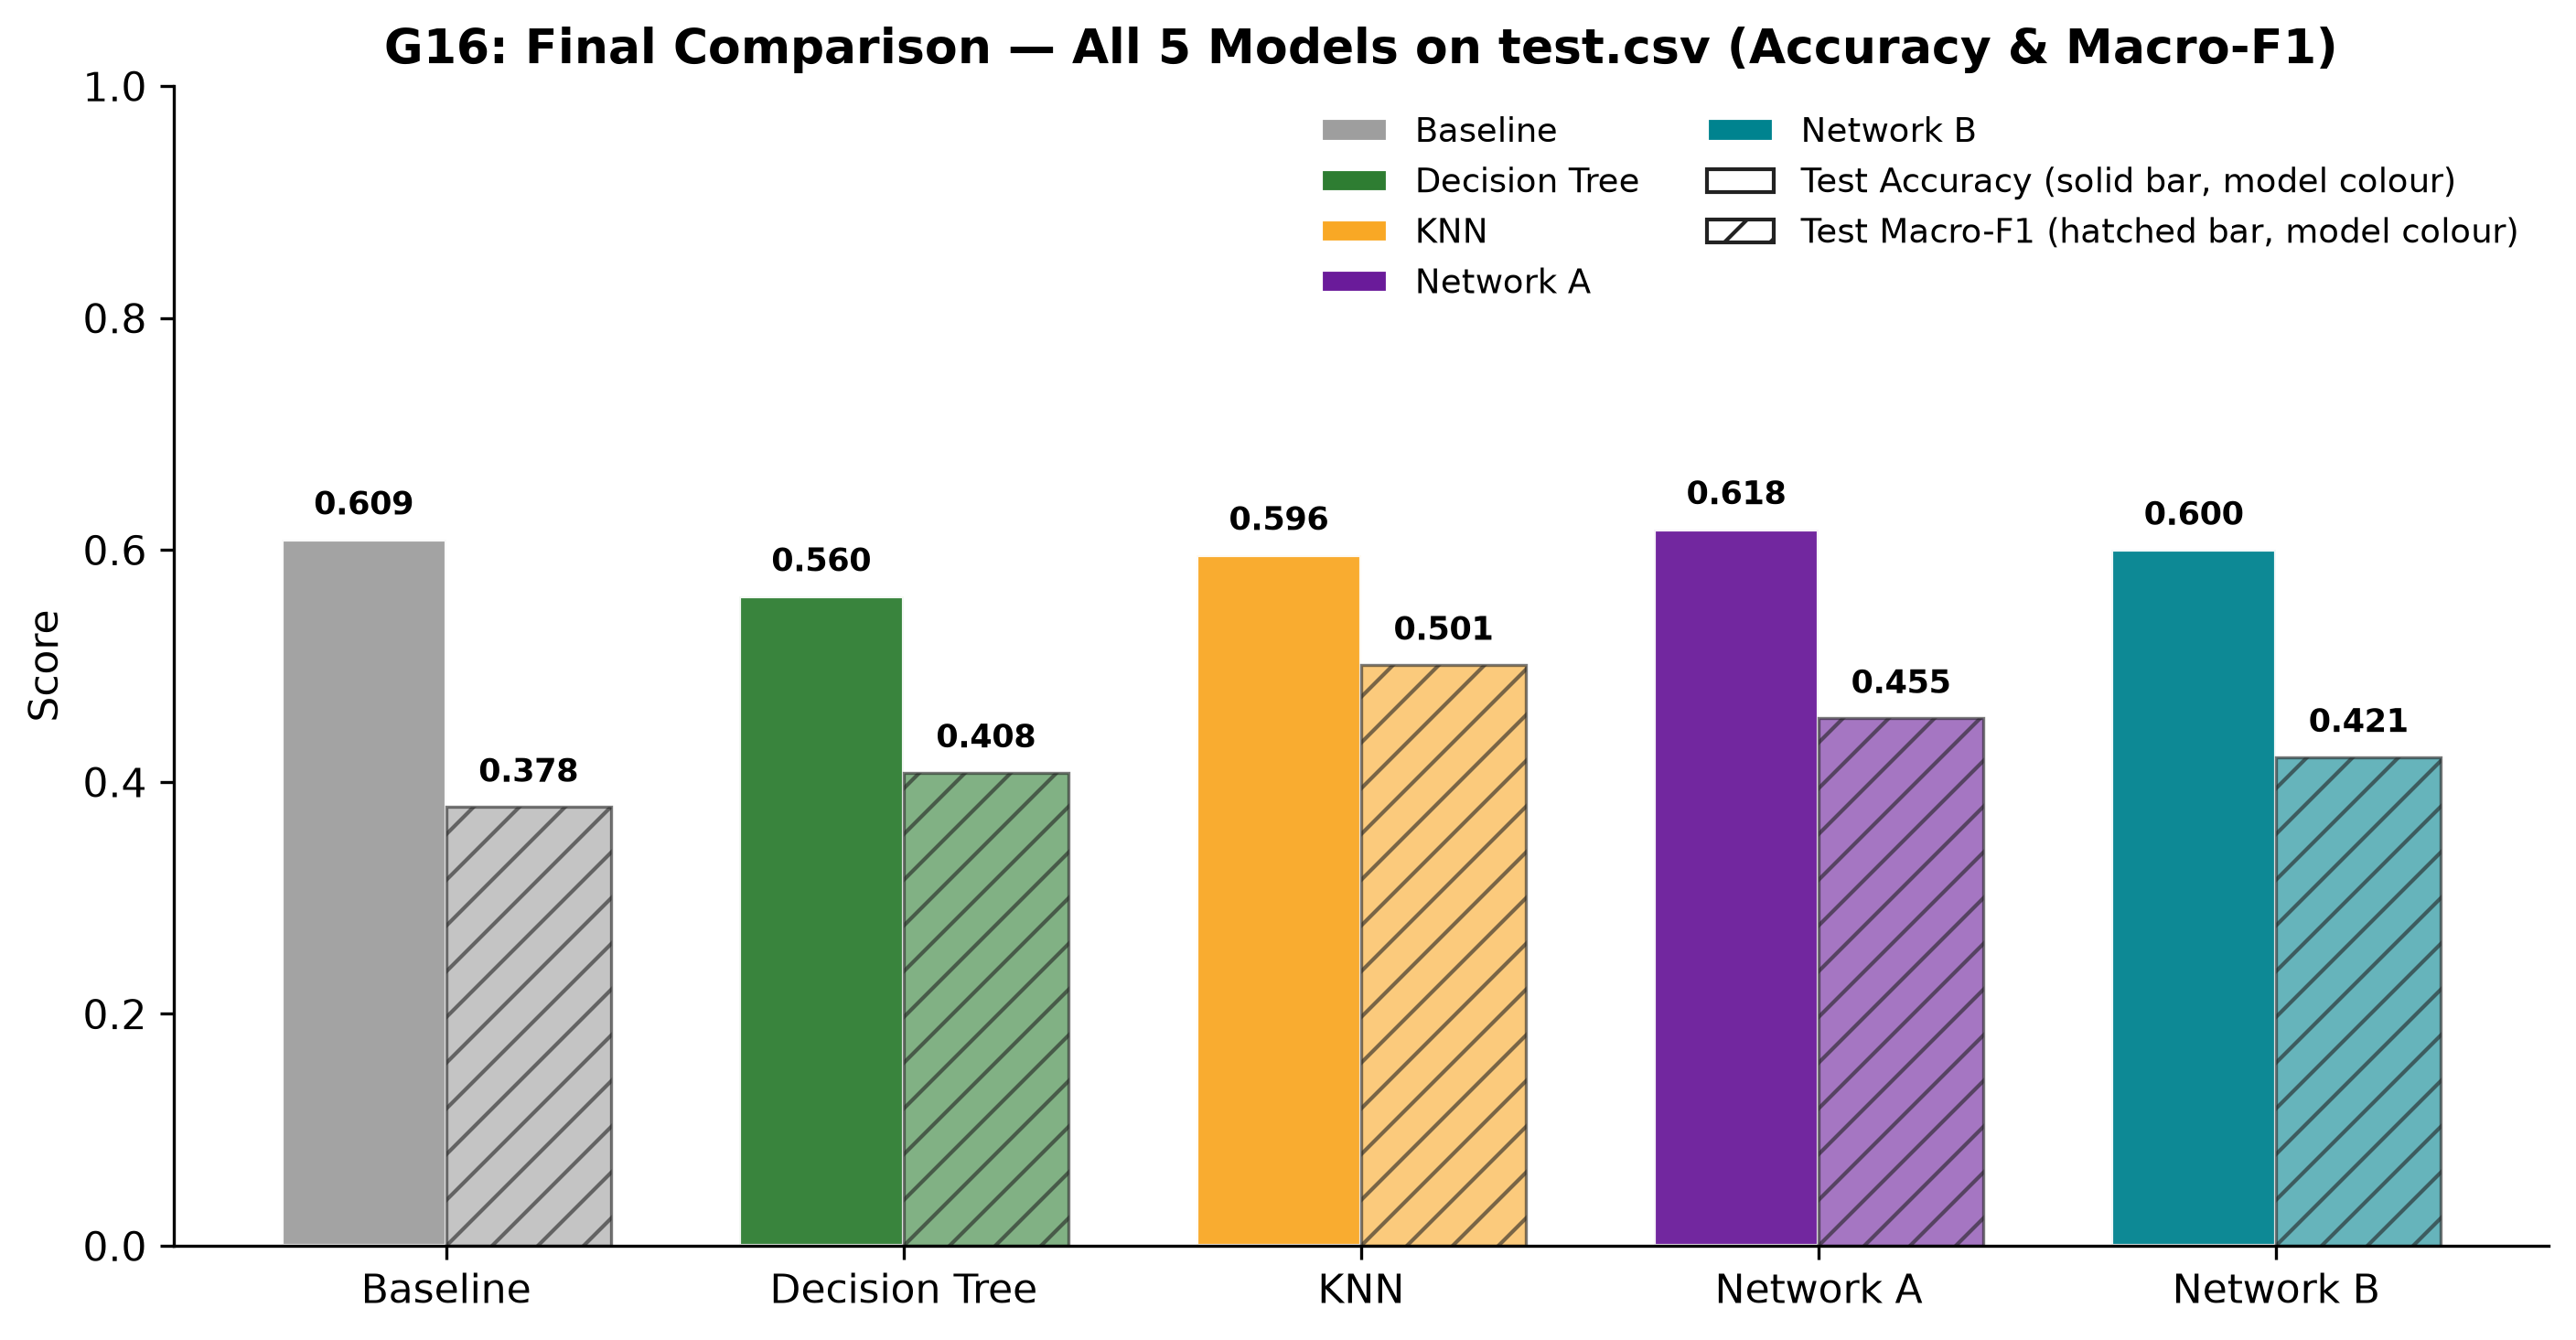 G16: Final Comparison — All 5 Models on test.csv (Accuracy & Macro-F1)
Baseline
Decision Tree
KNN
Network A
Network B
Test Accuracy (solid bar, model colour)
Test Macro-F1 (hatched bar, model colour)
Score
1.0
0.8
0.6
0.4
0.2
0.0
0.609
0.378
0.560
0.408
0.596
0.501
0.618
0.455
0.600
0.421
Baseline
Decision Tree
KNN
Network A
Network B